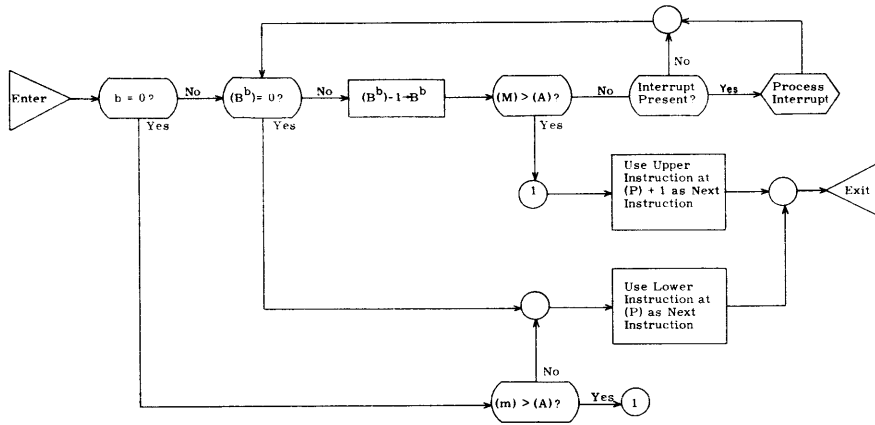 Enter
b = 0?
No
Yes
(B^b) = 0?
No
Yes
(B^b) - 1→B^b
(M) > (A)?
No
Yes
Interrupt
Present?
No
Yes
Process
Interrupt
1
Use Upper
Instruction at
(P) + 1 as Next
Instruction
Exit
Use Lower
Instruction at
(P) as Next
Instruction
No
(m) > (A)?
Yes
1